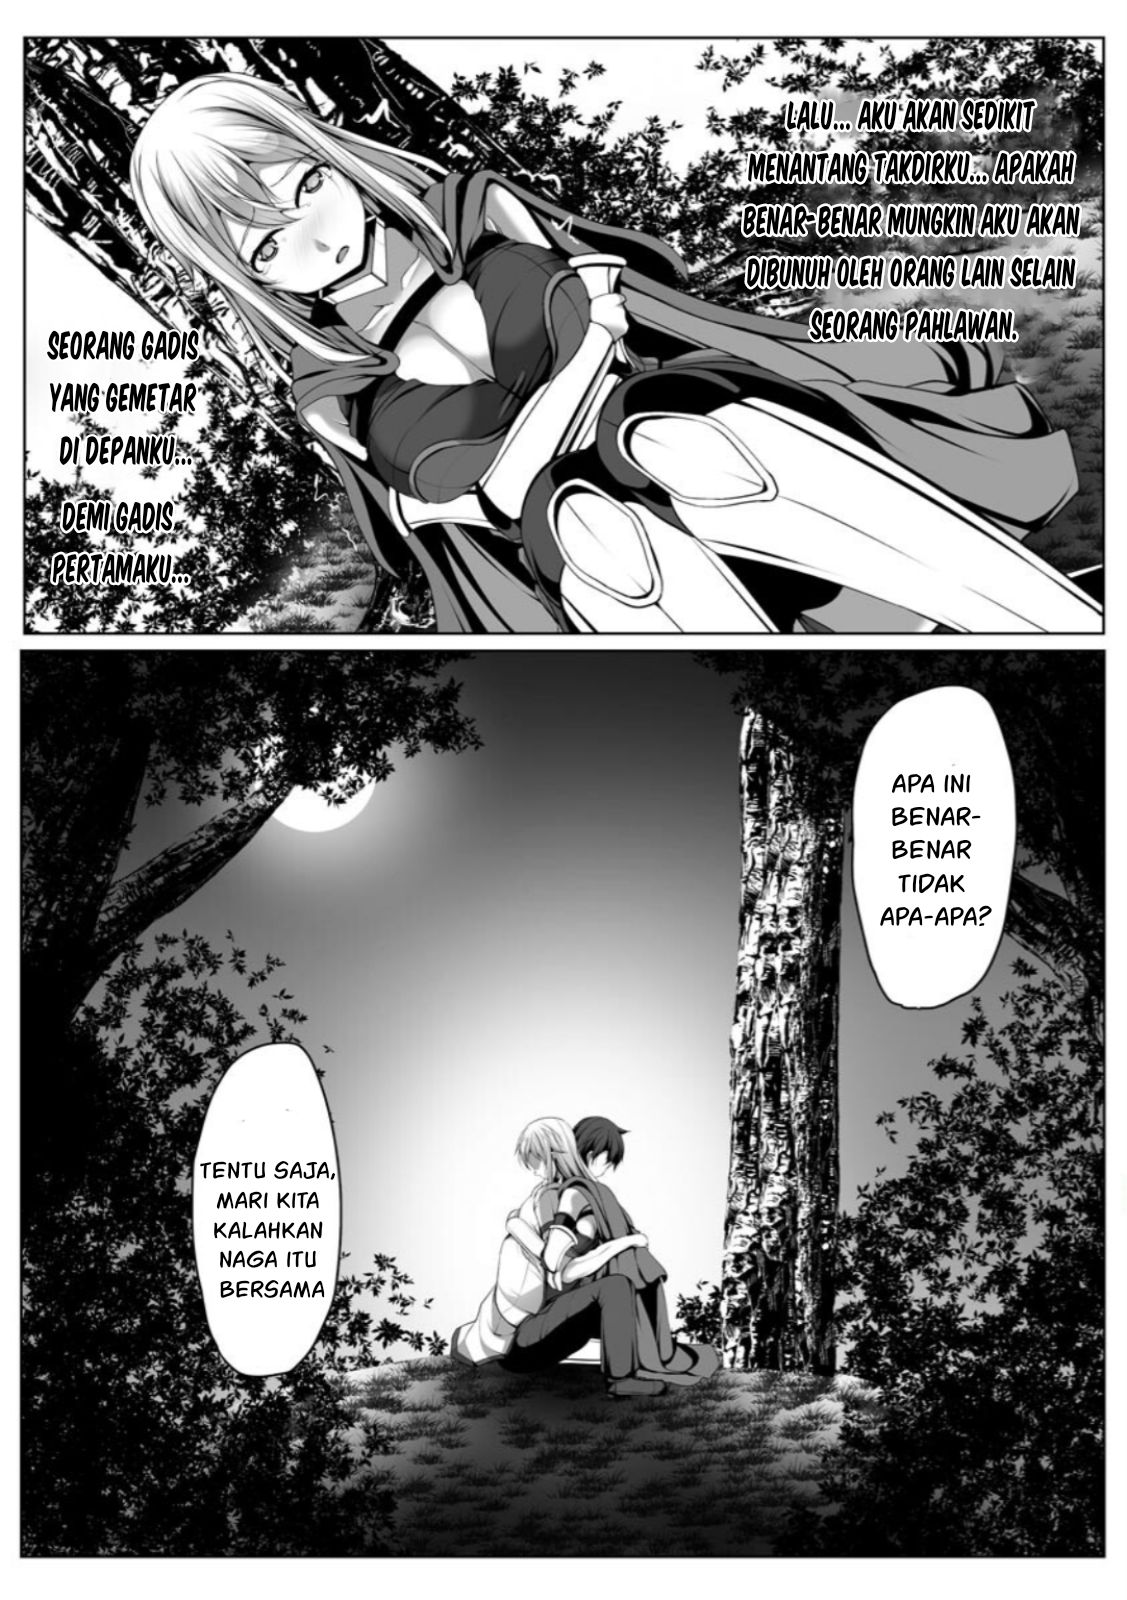 LALU... AKU AKAN SEDIKIT
MENANTANG TAKDIRKU... APAKAH
BENAR-BENAR MUNGKIN AKU AKAN
DIBUNUH OLEH ORANG LAIN SELAIN
SEORANG PAHLAWAN.
SEORANG GADIS
YANG GEMETAR
DI DEPANKU...
DEMI GADIS
PERTAMAKU...
APA INI
BENAR-
BENAR
TIDAK
APA-APA?
TENTU SAJA,
MARI KITA
KALAHKAN
NAGA ITU
BERSAMA